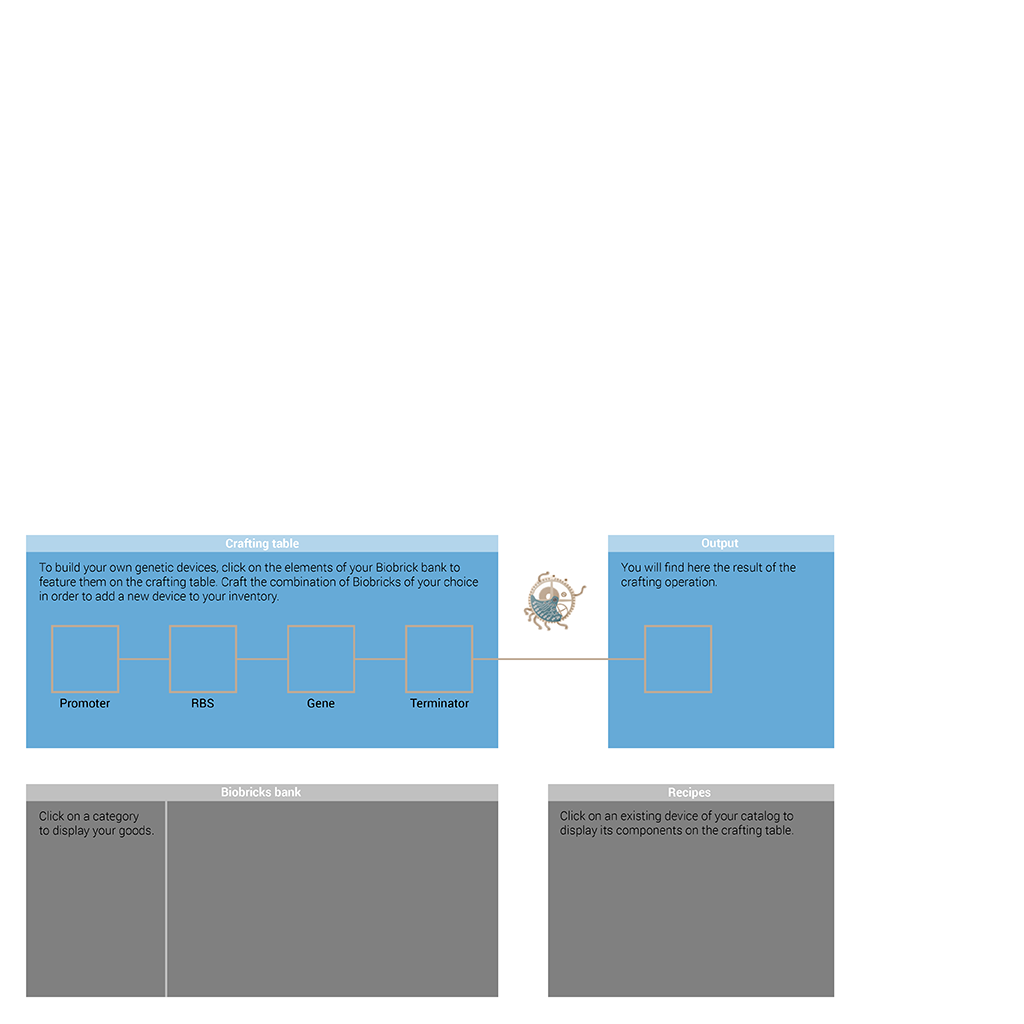 Crafting table
To build your own genetic devices, click on the elements of your Biobrick bank to
feature them on the crafting table. Craft the combination of Biobricks of your choice
in order to add a new device to your inventory.
Promoter
RBS
Gene
Terminator
Output
You will find here the result of the
crafting operation.
Biobricks bank
Click on a category
to display your goods.
Recipes
Click on an existing device of your catalog to
display its components on the crafting table.